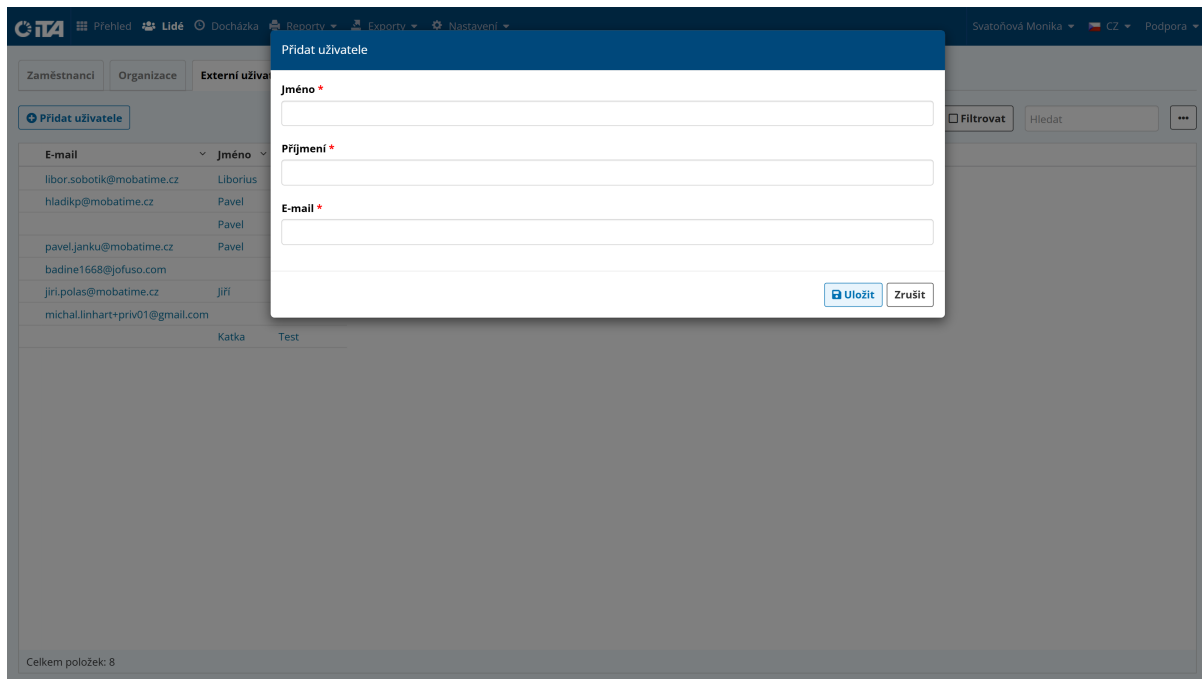 iTA Přehled Lidé Docházka Reporty Exporty Nastavení Svatoňová Monika CZ Podpora
Přidat uživatele
Zaměstnanci Organizace Externí uživa
Jméno *
Přidat uživatele Filtrovat Hledat
Příjmení *
E-mail Jméno
libor.sobotik@mobatime.cz Liborius
hladikp@mobatime.cz Pavel
E-mail *
Pavel
pavel.janku@mobatime.cz Pavel
badine1668@jofuso.com
jiri.polas@mobatime.cz Jiří
Uložit Zrušit
michal.linhart+priv01@gmail.com
Katka Test
Celkem položek: 8